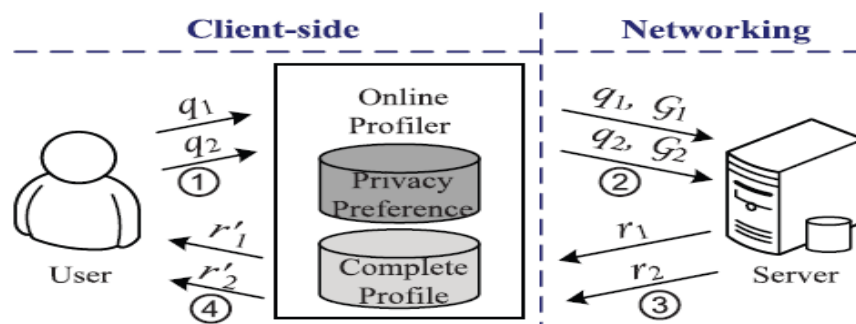 Client-side
Networking
Online
Profiler
Privacy
Preference
Complete
Profile
q1
q2
①
q1, G1
q2, G2
②
r1
r2
③
r′1
r′2
④
User
Server